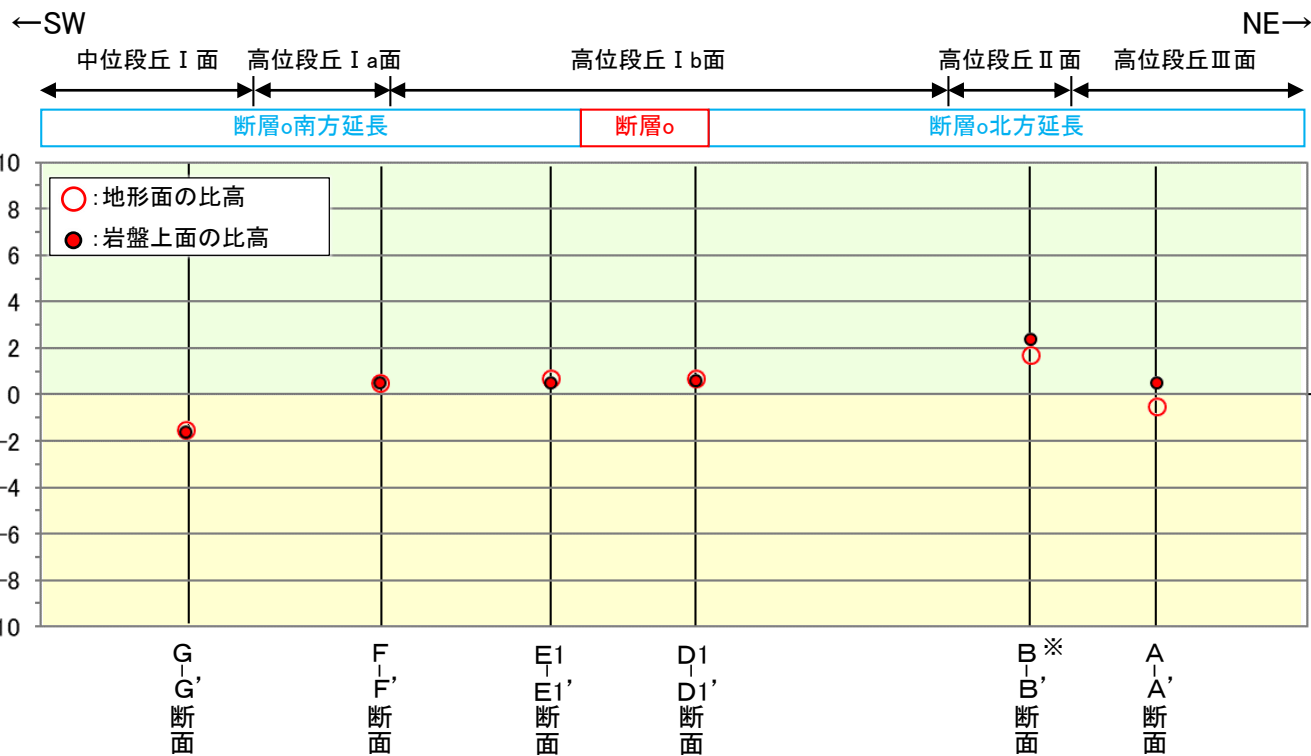 ←SW
NE→
中位段丘Ⅰ面 高位段丘Ⅰa面 高位段丘Ⅰb面 高位段丘Ⅱ面 高位段丘Ⅲ面
断層o南方延長 断層o 断層o北方延長
○:地形面の比高
●:岩盤上面の比高
10
8
6
4
2
0
-2
-4
-6
-8
10
G-G’断面
F-F’断面
E1-E1’断面
D1-D1’断面
B-B’断面※
A-A’断面